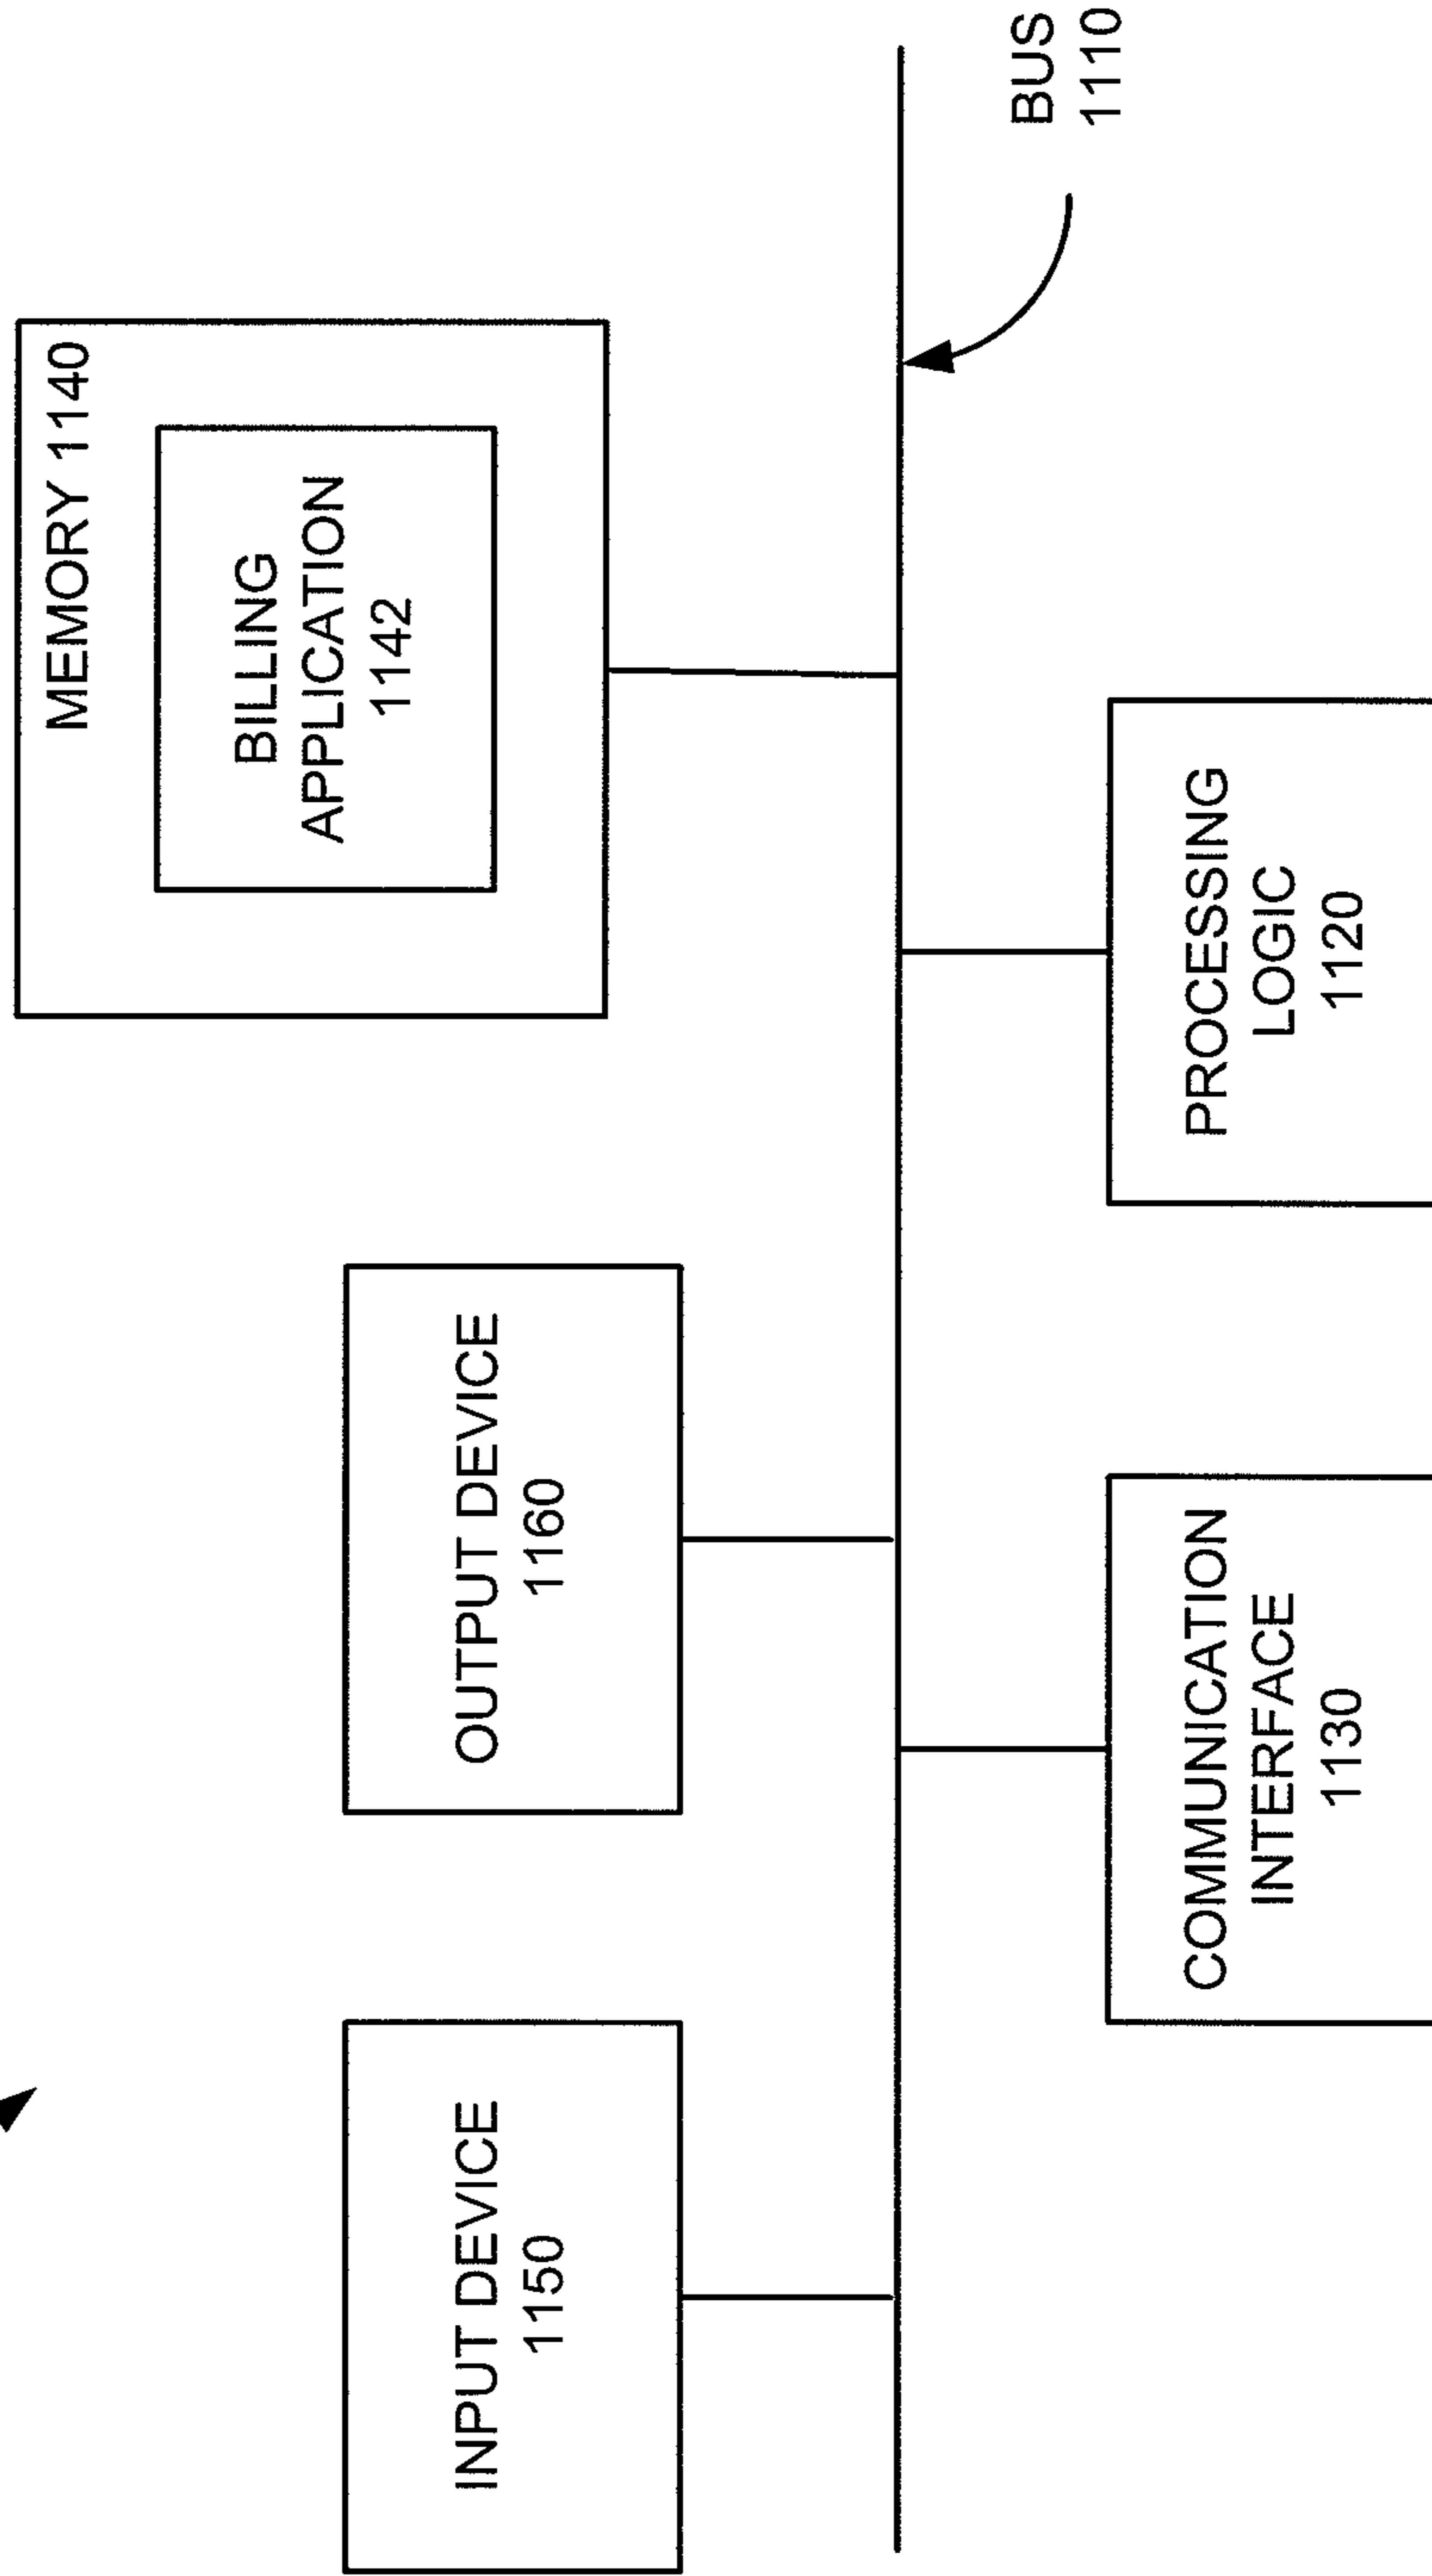 INPUT DEVICE
1150
OUTPUT DEVICE
1160
MEMORY 1140
BILLING
APPLICATION
1142
BUS
1110
COMMUNICATION
INTERFACE
1130
PROCESSING
LOGIC
1120